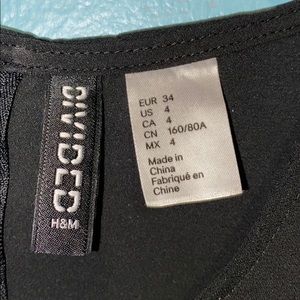 DIVIDED
H&M
EUR 34
US 4
CA 4
CN 160/80A
MX 4
Made in
China
Fabriqué en
Chine